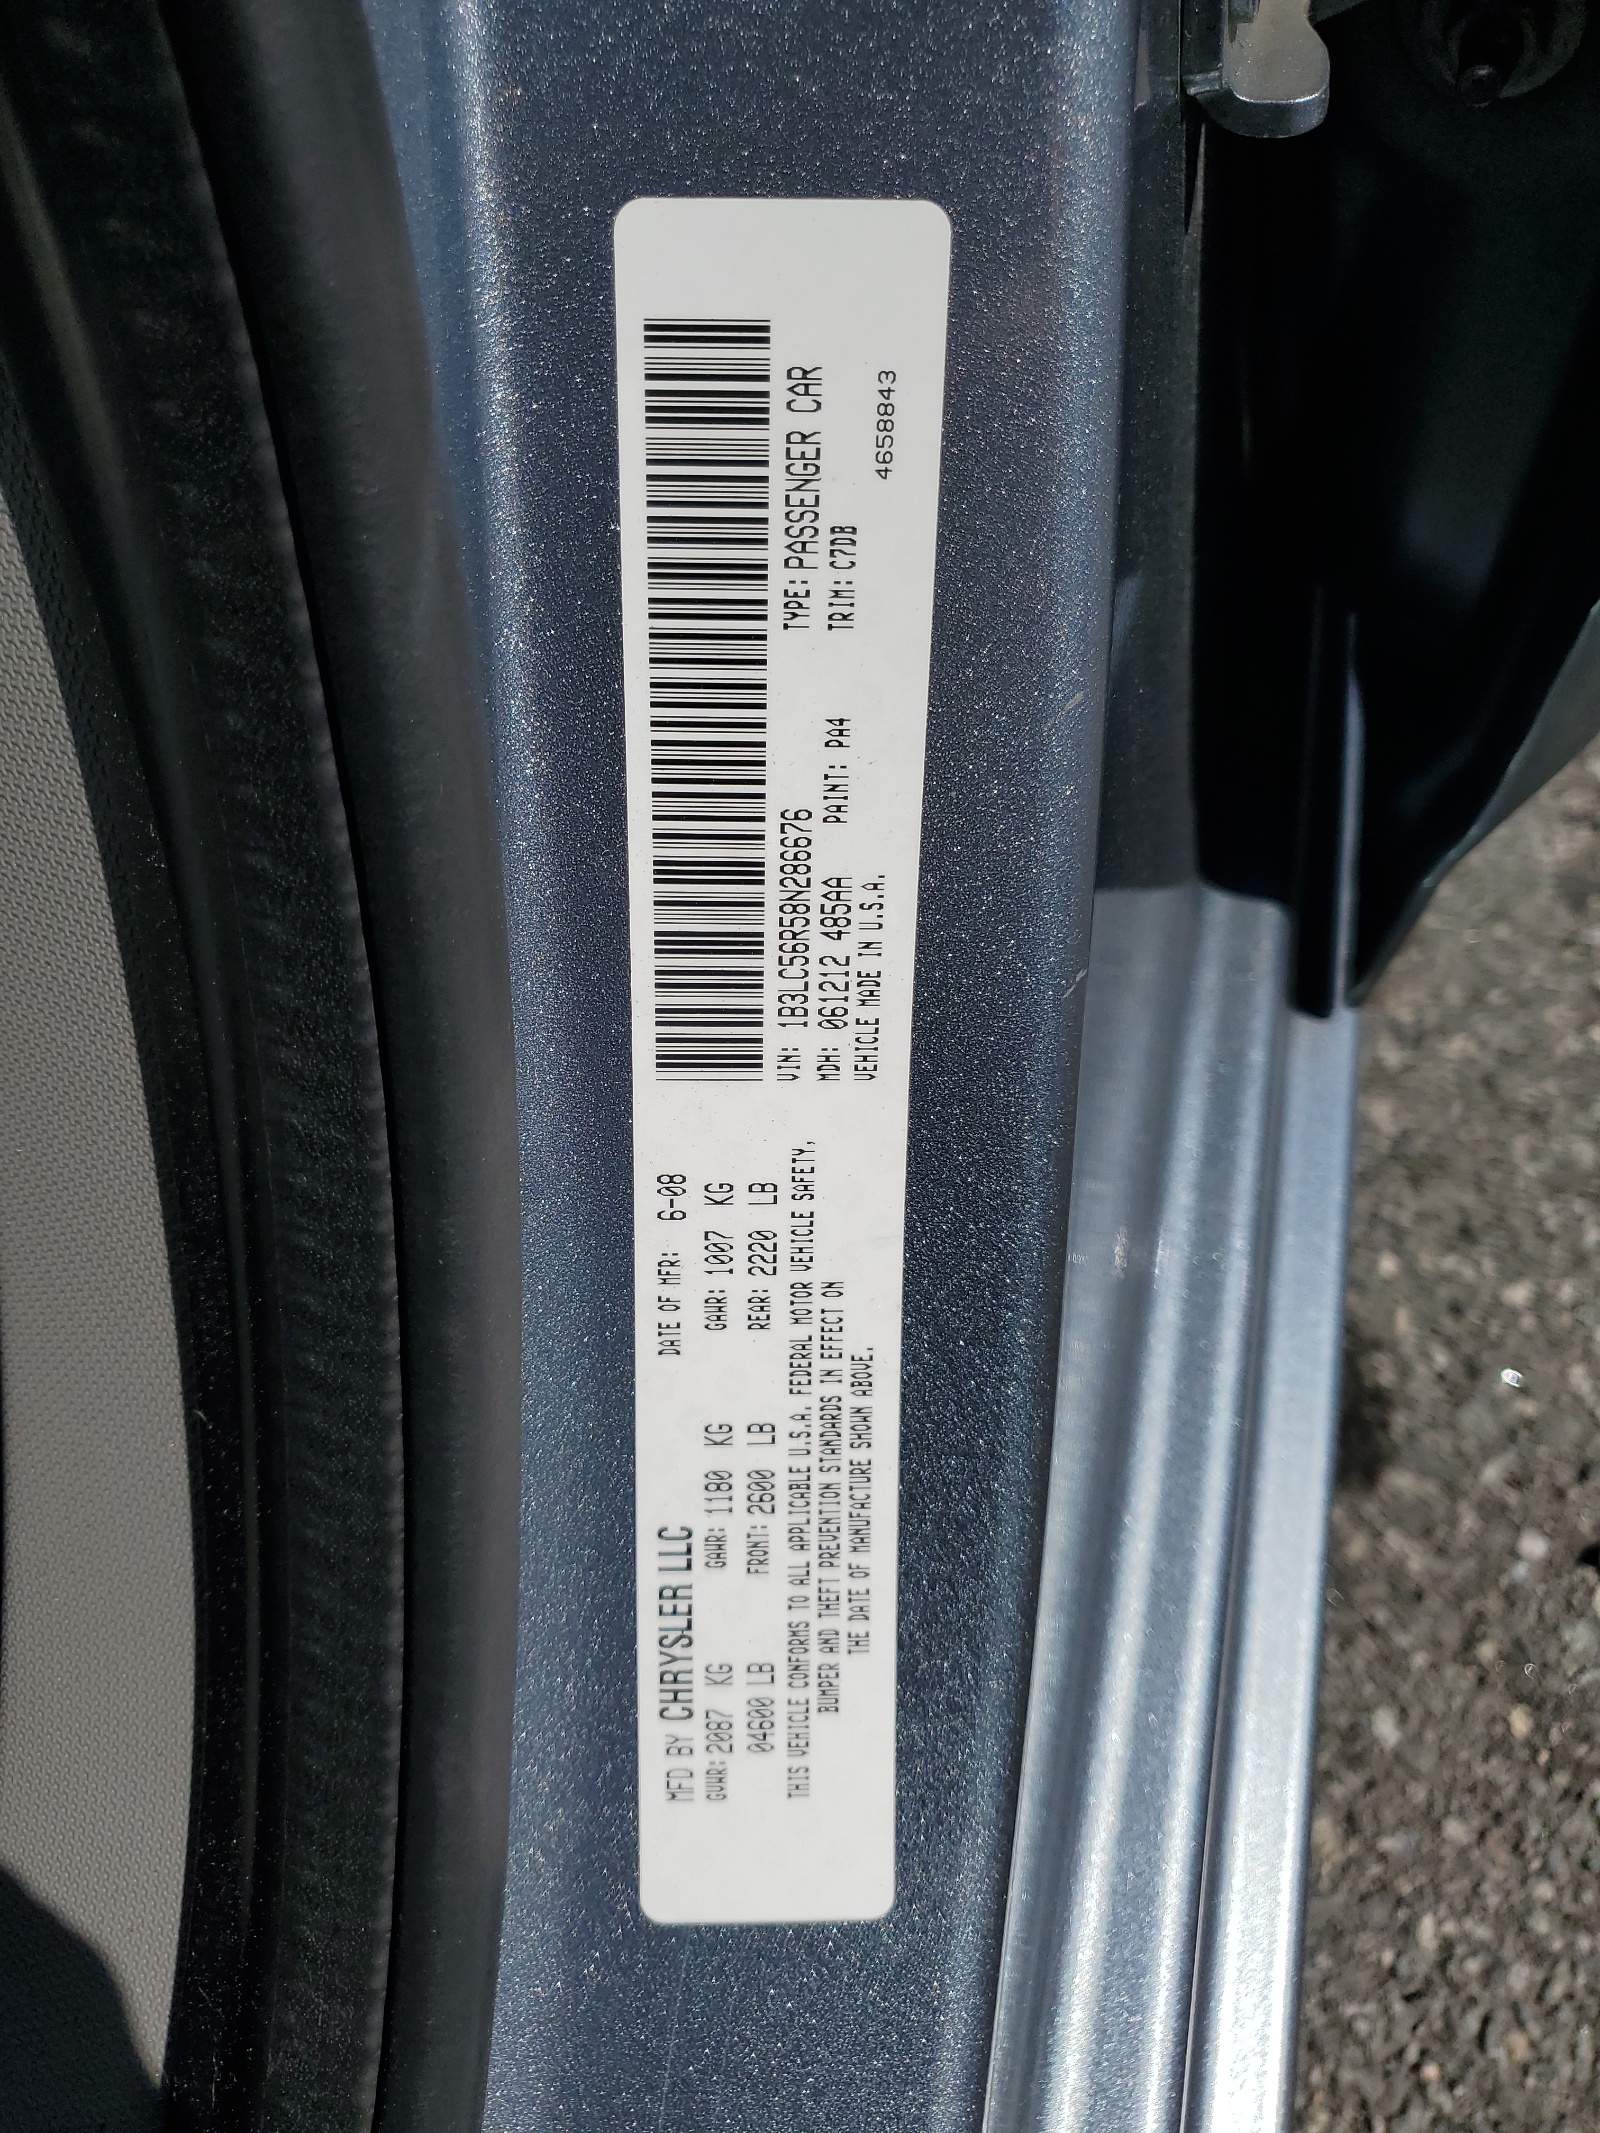 MFD BY CHRYSLER LLC DATE OF MFR: 6-08
GVWR: 2087 KG GAWR: 1180 KG GAWR: 1007 KG
04600 LB FRONT: 2600 LB REAR: 2220 LB
THIS VEHICLE CONFORMS TO ALL APPLICABLE U.S.A. FEDERAL MOTOR VEHICLE SAFETY,
BUMPER AND THEFT PREVENTION STANDARDS IN EFFECT ON
THE DATE OF MANUFACTURE SHOWN ABOVE.
VIN: 1B3LC56R58N286676 TYPE: PASSENGER CAR
MDH: 061212 485AA PAINT: PA4 TRIM: C7DB
VEHICLE MADE IN U.S.A.
4658843